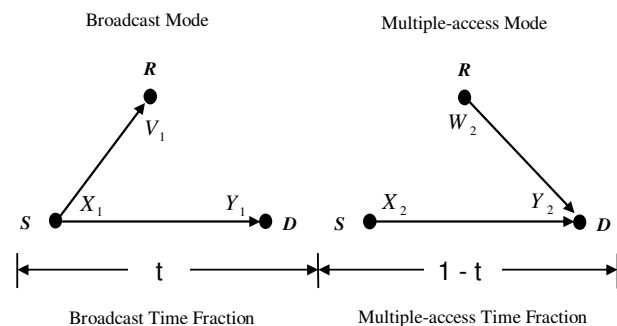 Broadcast Mode
Multiple-access Mode
R
R
V₁
W₂
X₁
Y₁
X₂
Y₂
S
D
S
D
t
1 - t
Broadcast Time Fraction
Multiple-access Time Fraction